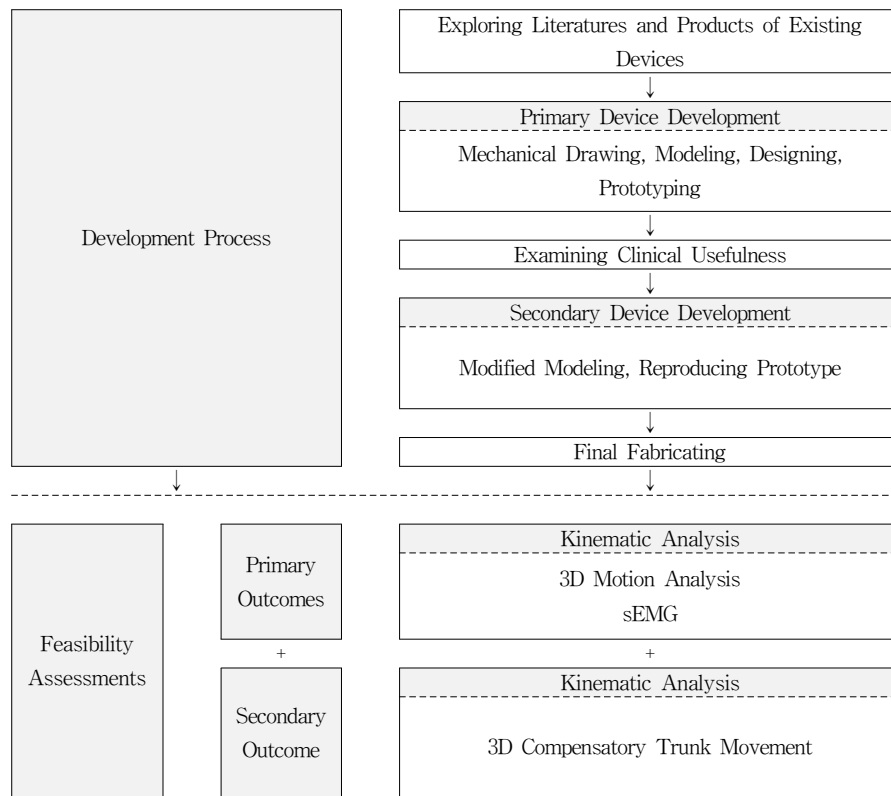 Development Process
Exploring Literatures and Products of Existing
Devices
↓
Primary Device Development
Mechanical Drawing, Modeling, Designing,
Prototyping
↓
Examining Clinical Usefulness
↓
Secondary Device Development
Modified Modeling, Reproducing Prototype
↓
Final Fabricating
↓
↓
Feasibility
Assessments
Primary
Outcomes
+
Secondary
Outcome
Kinematic Analysis
3D Motion Analysis
sEMG
+
Kinematic Analysis
3D Compensatory Trunk Movement